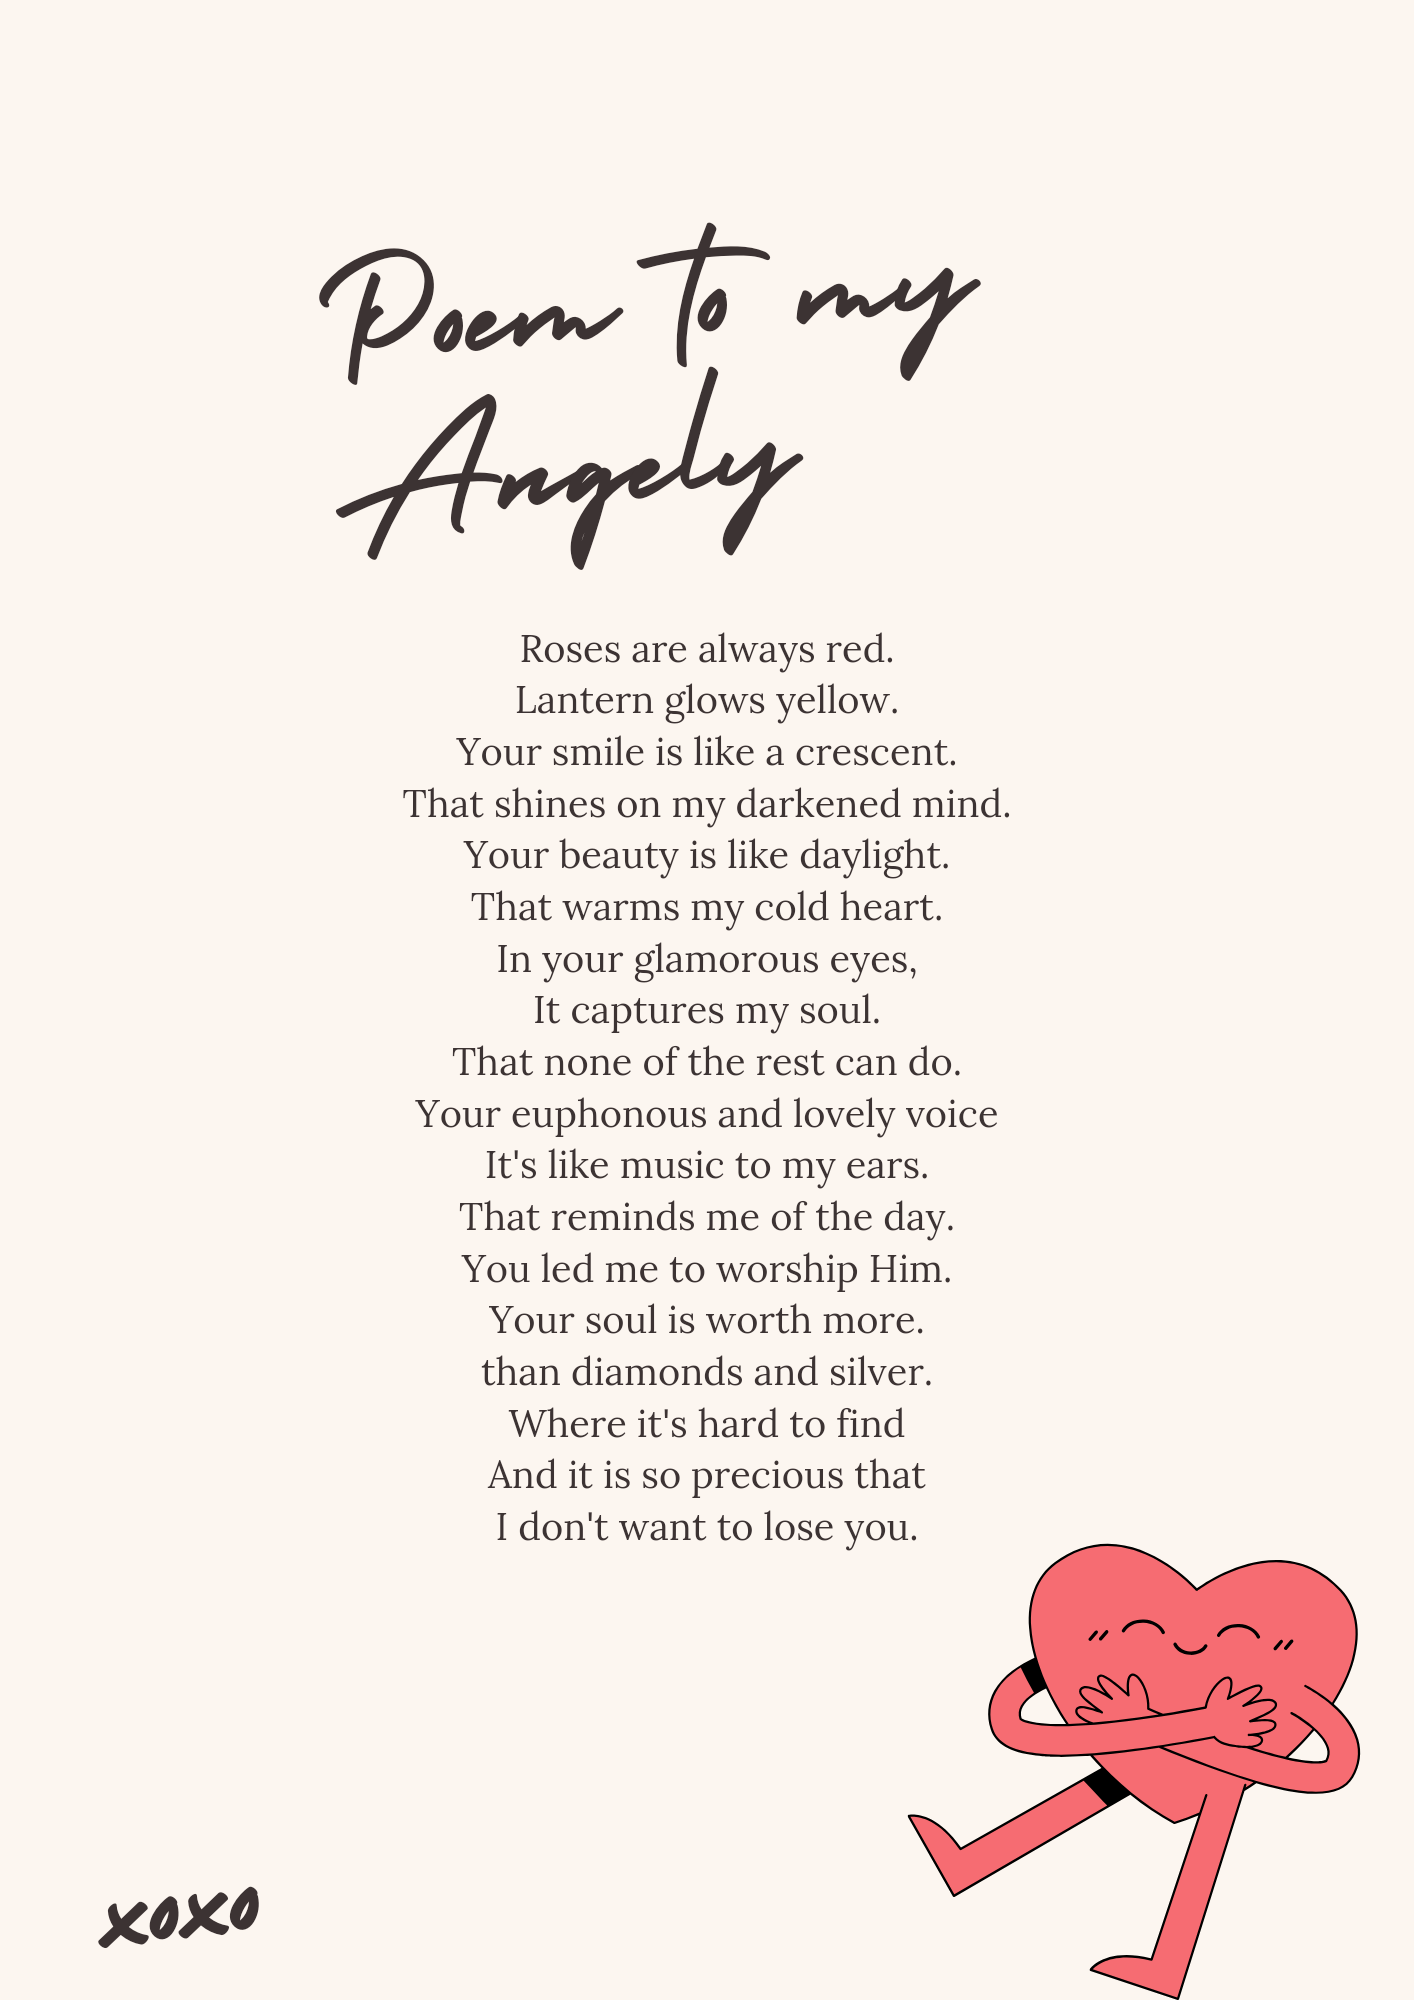 Poem to my
Angely
Roses are always red.
Lantern glows yellow.
Your smile is like a crescent.
That shines on my darkened mind.
Your beauty is like daylight.
That warms my cold heart.
In your glamorous eyes,
It captures my soul.
That none of the rest can do.
Your euphonous and lovely voice
It's like music to my ears.
That reminds me of the day.
You led me to worship Him.
Your soul is worth more.
than diamonds and silver.
Where it's hard to find
And it is so precious that
I don't want to lose you.
xoxo